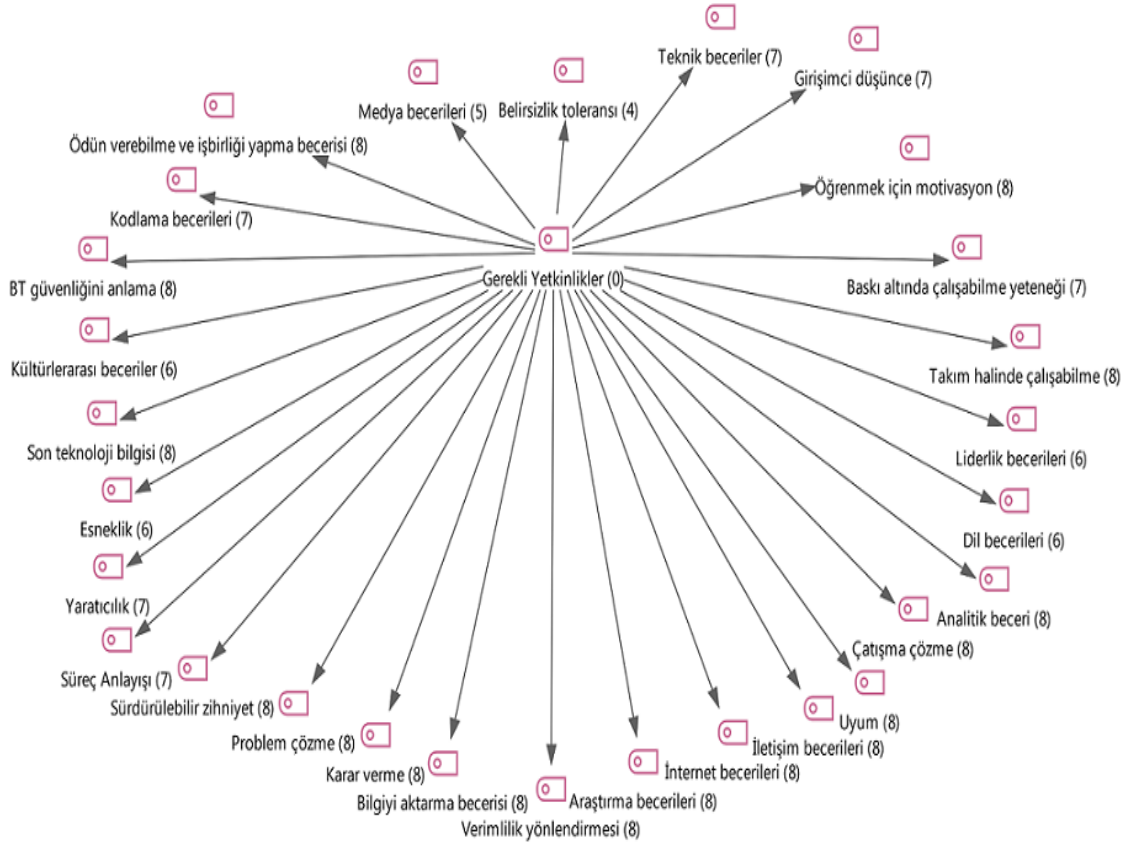 Teknik beceriler (7)
Girişimci düşünce (7)
Medya becerileri (5)
Belirsizlik toleransı (4)
Ödün verebilme ve işbirliği yapma becerisi (8)
Öğrenmek için motivasyon (8)
Kodlama becerileri (7)
Gerekli Yetkinlikler (0)
BT güvenliğini anlama (8)
Baskı altında çalışabilme yeteneği (7)
Kültürlerarası beceriler (6)
Takım halinde çalışabilme (8)
Son teknoloji bilgisi (8)
Liderlik becerileri (6)
Esneklik (6)
Dil becerileri (6)
Yaratıcılık (7)
Analitik beceri (8)
Çatışma çözme (8)
Süreç Anlayışı (7)
Sürdürülebilir zihniyet (8)
Uyum (8)
Problem çözme (8)
İletişim becerileri (8)
Karar verme (8)
İnternet becerileri (8)
Bilgiyi aktarma becerisi (8)
Araştırma becerileri (8)
Verimlilik yönlendirmesi (8)